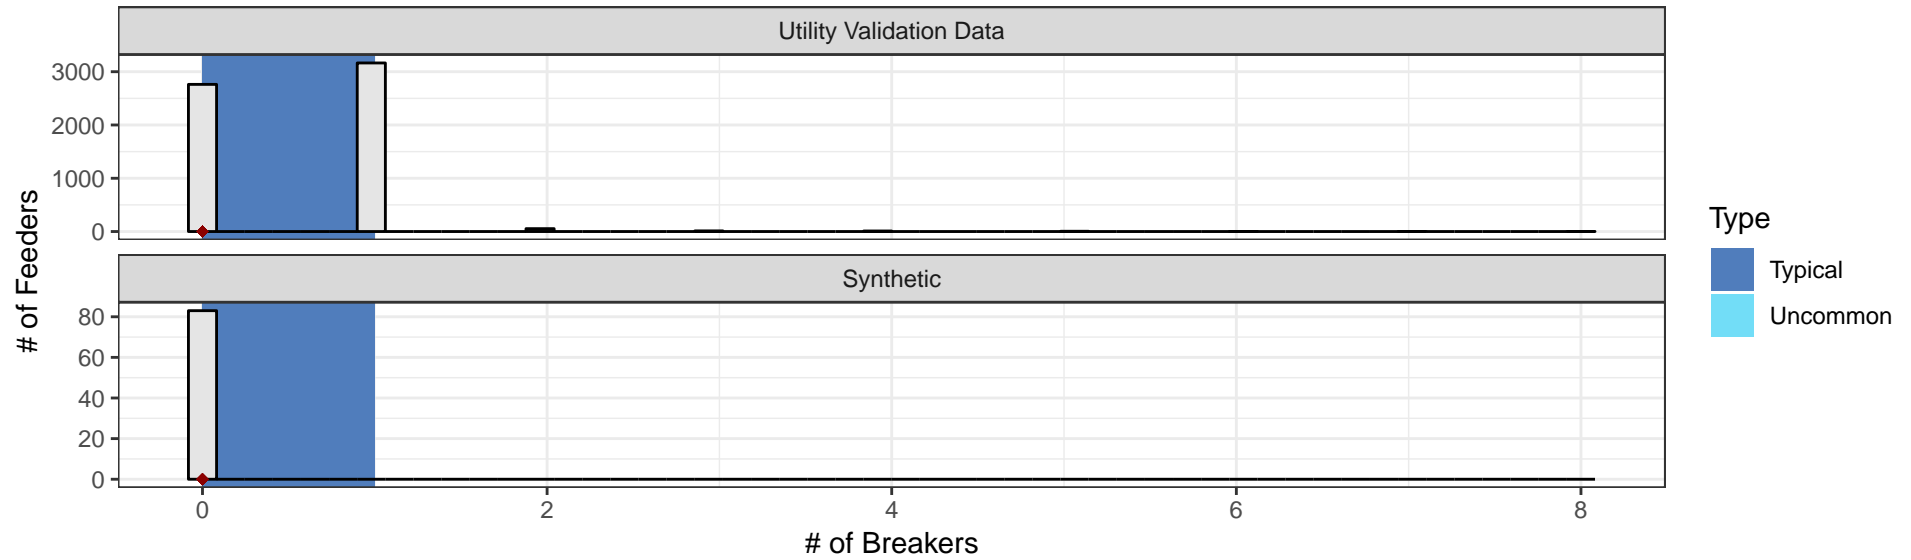 Utility Validation Data
3000
2000
1000
0
Synthetic
80
60
40
20
0
0 2 4 6 8
# of Breakers
# of Feeders
Type
Typical
Uncommon